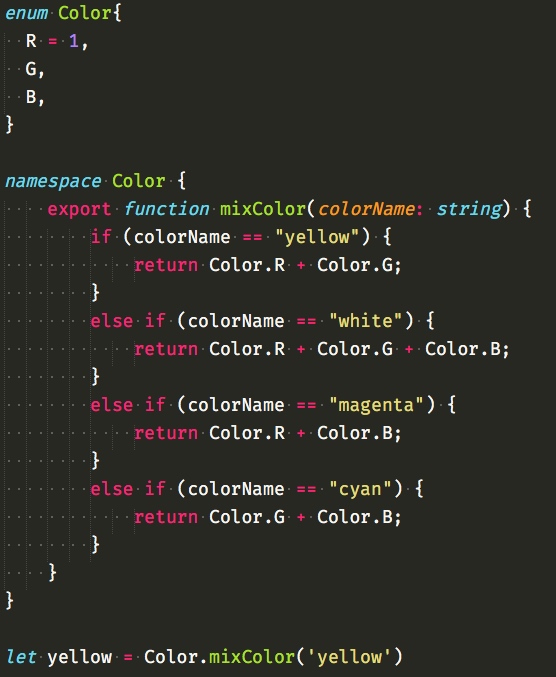 enum Color{
  R = 1,
  G,
  B,
}

namespace Color {
    export function mixColor(colorName: string) {
        if (colorName == "yellow") {
            return Color.R + Color.G;
        }
        else if (colorName == "white") {
            return Color.R + Color.G + Color.B;
        }
        else if (colorName == "magenta") {
            return Color.R + Color.B;
        }
        else if (colorName == "cyan") {
            return Color.G + Color.B;
        }
    }
}

let yellow = Color.mixColor('yellow')